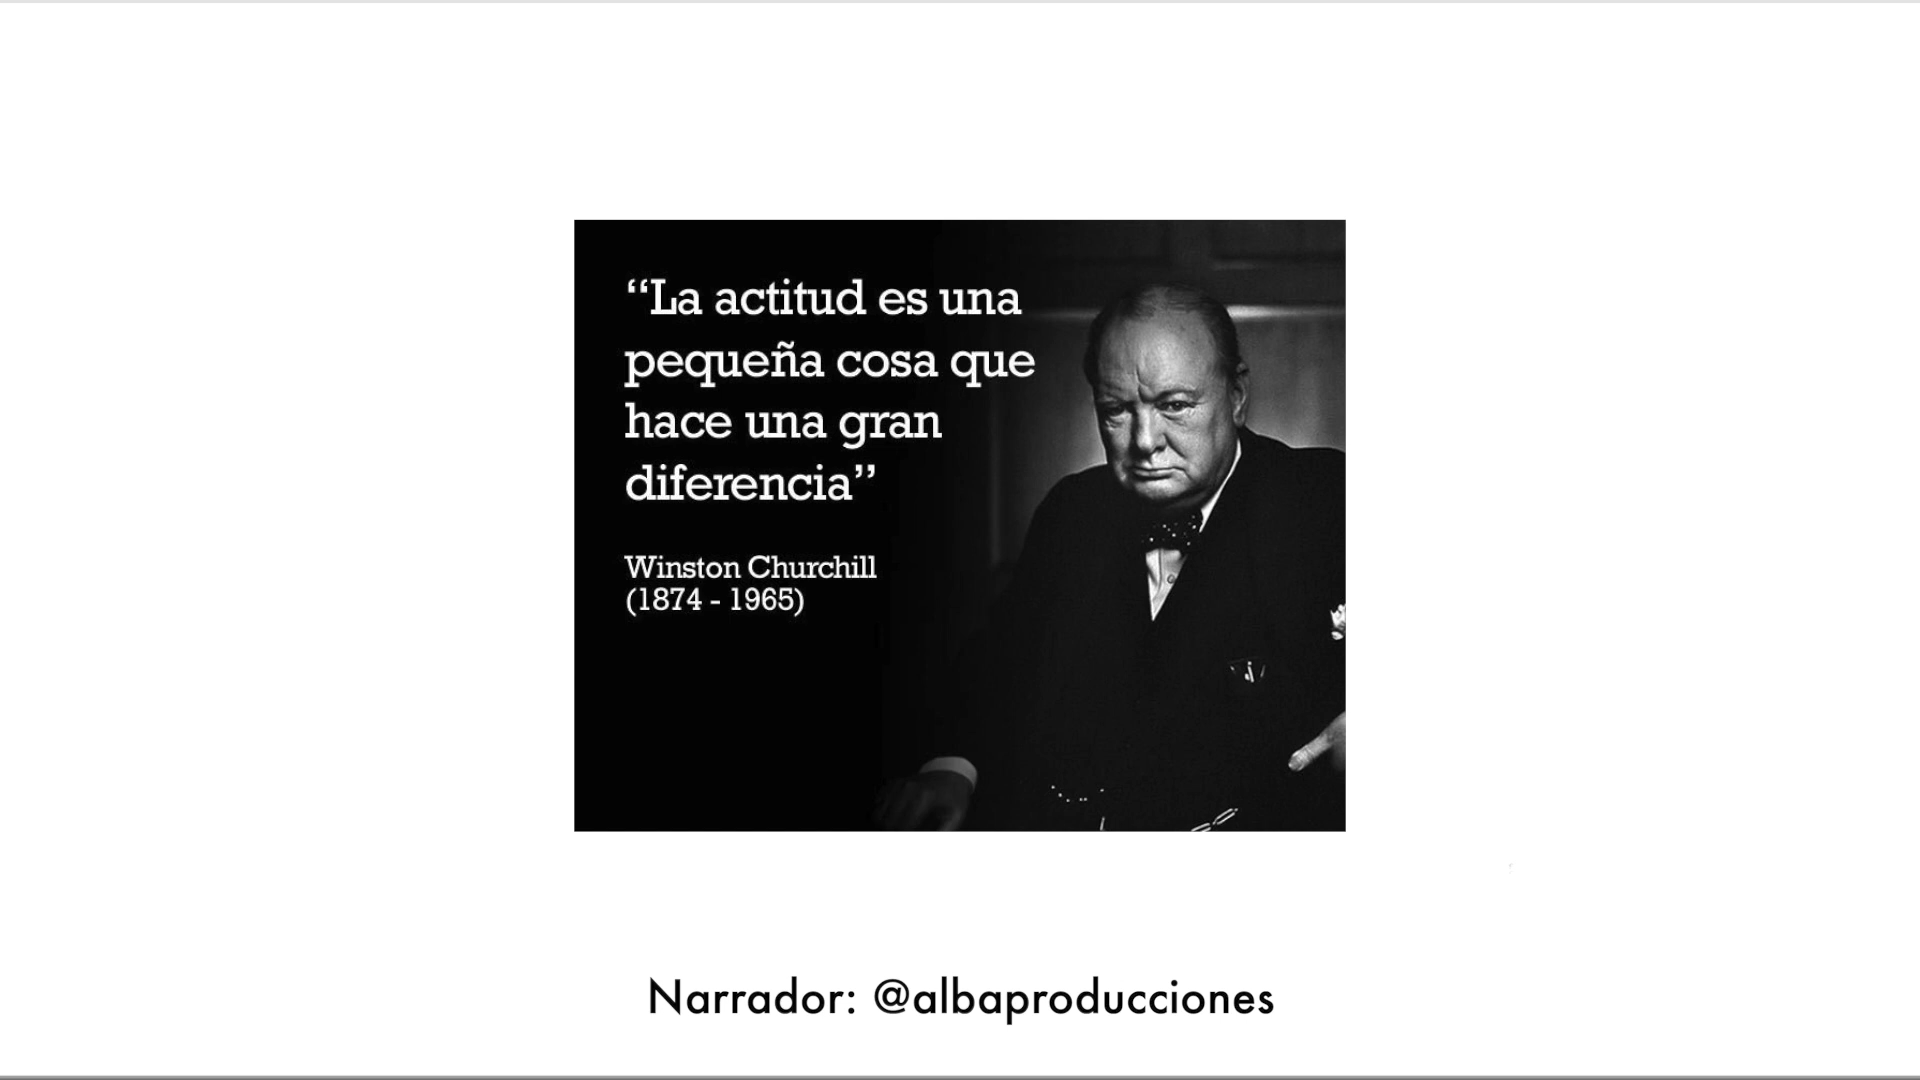 “La actitud es una
pequeña cosa que
hace una gran
diferencia”
Winston Churchill
(1874 - 1965)
Narrador: @albaproducciones